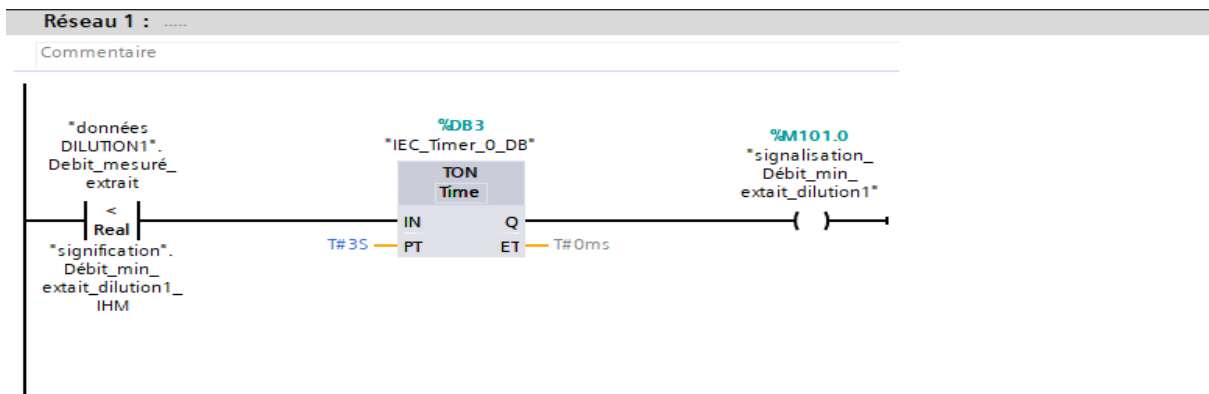 Réseau 1 : .....
Commentaire
"données
DILUTION1".
Debit_mesuré_
extrait
<
Real
"signification".
Débit_min_
extait_dilution1_
IHM
%DB3
"IEC_Timer_0_DB"
TON
Time
IN Q
T#3S PT ET T#0ms
%M101.0
"signalisation_
Débit_min_
extait_dilution1"